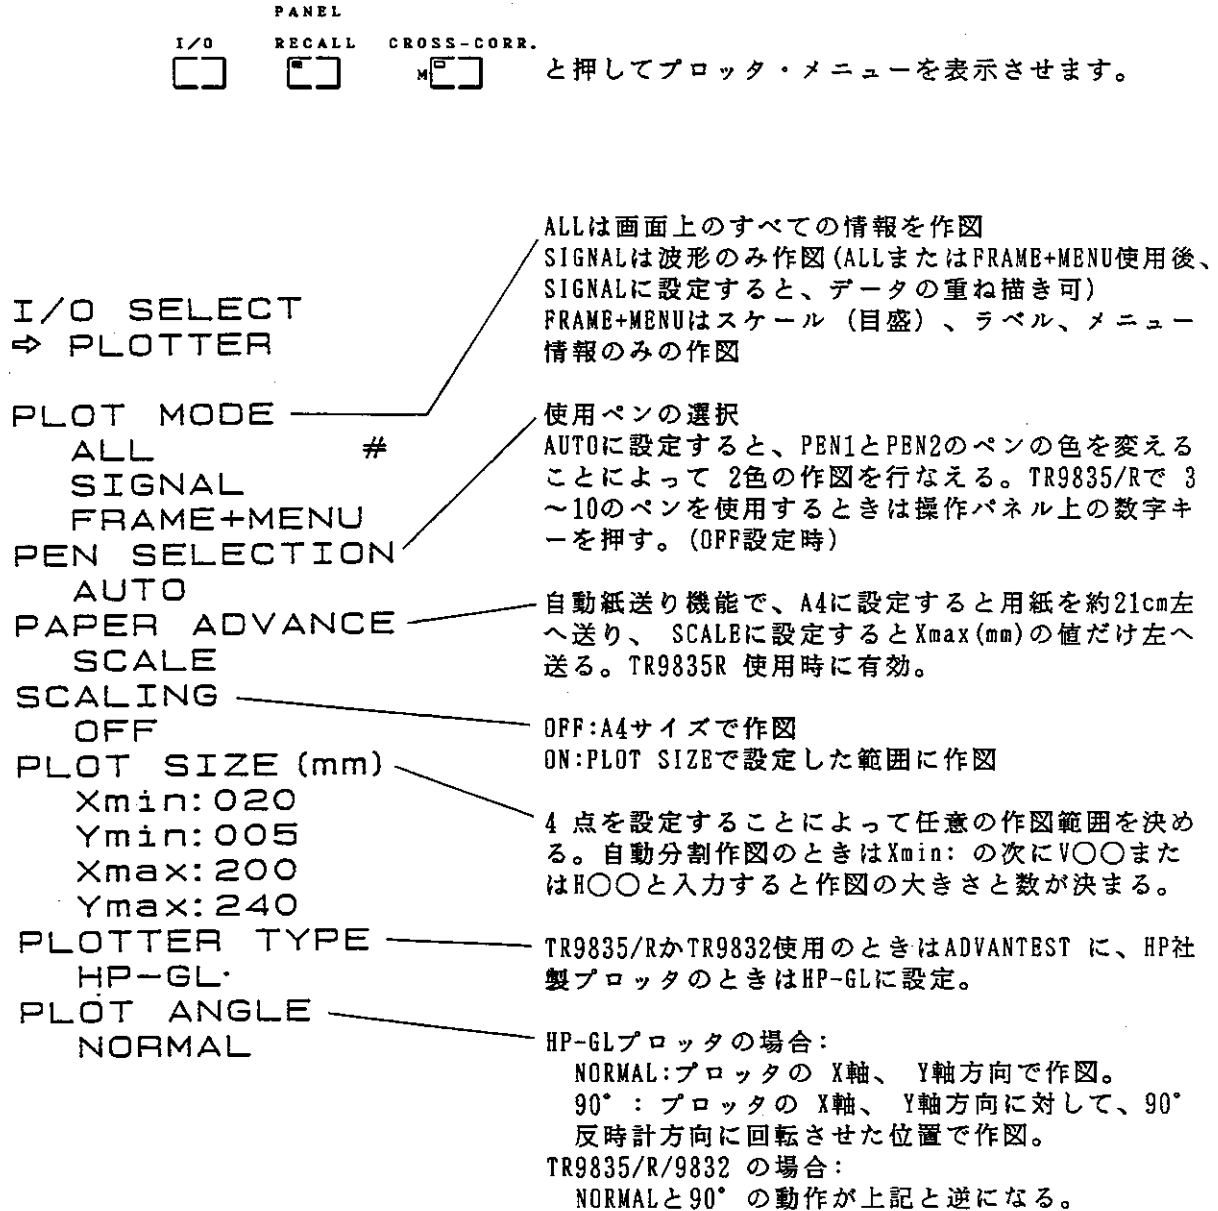 PANEL
I/O RECALL CROSS-CORR.
M と押してプロッタ・メニューを表示させます。
I/O SELECT
⇨ PLOTTER
PLOT MODE
ALL #
SIGNAL
FRAME+MENU
PEN SELECTION
AUTO
PAPER ADVANCE
SCALE
SCALING
OFF
PLOT SIZE (mm)
Xmin:020
Ymin:005
Xmax:200
Ymax:240
PLOTTER TYPE
HP-GL
PLOT ANGLE
NORMAL
ALLは画面上のすべての情報を作図
SIGNALは波形のみ作図(ALLまたはFRAME+MENU使用後、
SIGNALに設定すると、データの重ね描き可)
FRAME+MENUはスケール (目盛) 、ラベル、メニュー
情報のみの作図
使用ペンの選択
AUTOに設定すると、PEN1とPEN2のペンの色を変える
ことによって 2色の作図を行なえる。TR9835/Rで 3
～10のペンを使用するときは操作パネル上の数字キ
ーを押す。(OFF設定時)
自動紙送り機能で、A4に設定すると用紙を約21cm左
へ送り、 SCALEに設定するとXmax(mm)の値だけ左へ
送る。TR9835R 使用時に有効。
OFF:A4サイズで作図
ON:PLOT SIZEで設定した範囲に作図
4 点を設定することによって任意の作図範囲を決め
る。自動分割作図のときはXmin: の次にV○○また
はH○○と入力すると作図の大きさと数が決まる。
TR9835/RかTR9832使用のときはADVANTEST に、HP社
製プロッタのときはHP-GLに設定。
HP-GLプロッタの場合:
NORMAL:プロッタの X軸、 Y軸方向で作図。
90° : プロッタの X軸、 Y軸方向に対して、90°
反時計方向に回転させた位置で作図。
TR9835/R/9832 の場合:
NORMALと90° の動作が上記と逆になる。